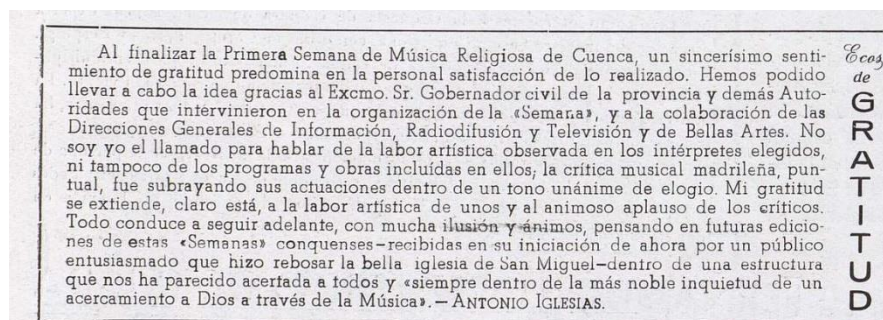 Al finalizar la Primera Semana de Música Religiosa de Cuenca, un sincerísimo senti-
miento de gratitud predomina en la personal satisfacción de lo realizado. Hemos podido
llevar a cabo la idea gracias al Excmo. Sr. Gobernador civil de la provincia y demás Auto-
ridades que intervinieron en la organización de la «Semana», y a la colaboración de las
Direcciones Generales de Información, Radiodifusión y Televisión y de Bellas Artes. No
soy yo el llamado para hablar de la labor artística observada en los intérpretes elegidos,
ni tampoco de los programas y obras incluídas en ellos; la crítica musical madrileña, pun-
tual, fue subrayando sus actuaciones dentro de un tono unánime de elogio. Mi gratitud
se extiende, claro está, a la labor artística de unos y al animoso aplauso de los críticos.
Todo conduce a seguir adelante, con mucha ilusión y ánimos, pensando en futuras edicio-
nes de estas «Semanas» conquenses—recibidas en su iniciación de ahora por un público
entusiasmado que hizo rebosar la bella iglesia de San Miguel—dentro de una estructura
que nos ha parecido acertada a todos y «siempre dentro de la más noble inquietud de un
acercamiento a Dios a través de la Música».—ANTONIO IGLESIAS.
Ecos
de
GRATITUD